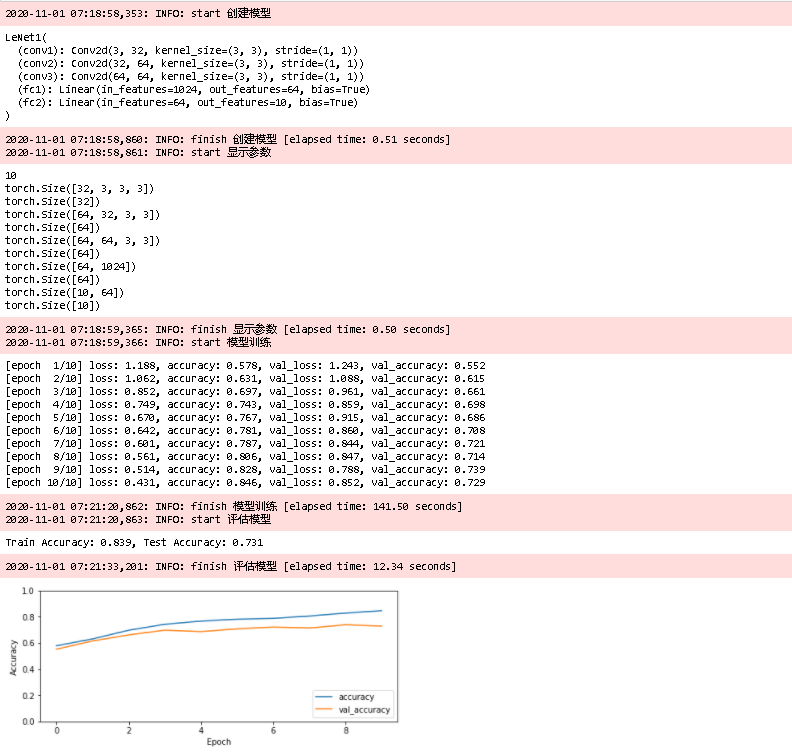 2020-11-01 07:18:58,353: INFO: start 创建模型
LeNet1(
  (conv1): Conv2d(3, 32, kernel_size=(3, 3), stride=(1, 1))
  (conv2): Conv2d(32, 64, kernel_size=(3, 3), stride=(1, 1))
  (conv3): Conv2d(64, 64, kernel_size=(3, 3), stride=(1, 1))
  (fc1): Linear(in_features=1024, out_features=64, bias=True)
  (fc2): Linear(in_features=64, out_features=10, bias=True)
)
2020-11-01 07:18:58,860: INFO: finish 创建模型 [elapsed time: 0.51 seconds]
2020-11-01 07:18:58,861: INFO: start 显示参数
10
torch.Size([32, 3, 3, 3])
torch.Size([32])
torch.Size([64, 32, 3, 3])
torch.Size([64])
torch.Size([64, 64, 3, 3])
torch.Size([64])
torch.Size([64, 1024])
torch.Size([64])
torch.Size([10, 64])
torch.Size([10])
2020-11-01 07:18:59,365: INFO: finish 显示参数 [elapsed time: 0.50 seconds]
2020-11-01 07:18:59,366: INFO: start 模型训练
[epoch  1/10] loss: 1.188, accuracy: 0.578, val_loss: 1.243, val_accuracy: 0.552
[epoch  2/10] loss: 1.062, accuracy: 0.631, val_loss: 1.088, val_accuracy: 0.615
[epoch  3/10] loss: 0.852, accuracy: 0.697, val_loss: 0.961, val_accuracy: 0.661
[epoch  4/10] loss: 0.749, accuracy: 0.743, val_loss: 0.859, val_accuracy: 0.698
[epoch  5/10] loss: 0.670, accuracy: 0.767, val_loss: 0.915, val_accuracy: 0.686
[epoch  6/10] loss: 0.642, accuracy: 0.781, val_loss: 0.860, val_accuracy: 0.708
[epoch  7/10] loss: 0.601, accuracy: 0.787, val_loss: 0.844, val_accuracy: 0.721
[epoch  8/10] loss: 0.561, accuracy: 0.806, val_loss: 0.847, val_accuracy: 0.714
[epoch  9/10] loss: 0.514, accuracy: 0.828, val_loss: 0.788, val_accuracy: 0.739
[epoch 10/10] loss: 0.431, accuracy: 0.846, val_loss: 0.852, val_accuracy: 0.729
2020-11-01 07:21:20,862: INFO: finish 模型训练 [elapsed time: 141.50 seconds]
2020-11-01 07:21:20,863: INFO: start 评估模型
Train Accuracy: 0.839, Test Accuracy: 0.731
2020-11-01 07:21:33,201: INFO: finish 评估模型 [elapsed time: 12.34 seconds]
1.0
0.8
0.6
0.4
0.2
0.0
Accuracy
accuracy
val_accuracy
0 2 4 6 8
Epoch